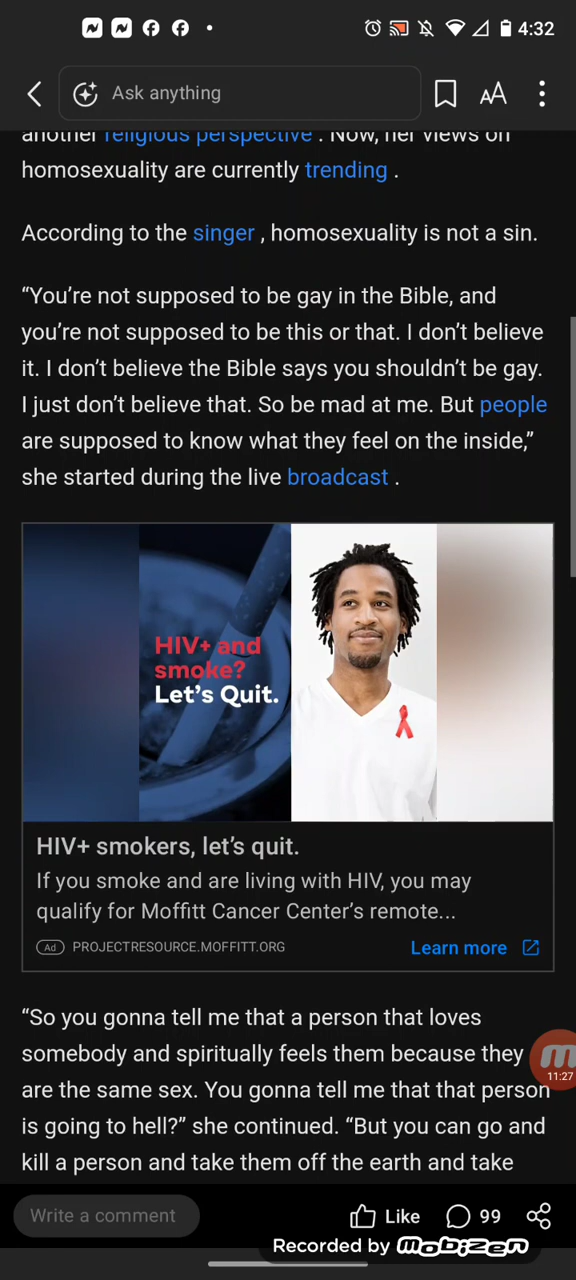 4:32
Ask anything
another religious perspective . Now, her views on
homosexuality are currently trending .
According to the singer , homosexuality is not a sin.
“You’re not supposed to be gay in the Bible, and
you’re not supposed to be this or that. I don’t believe
it. I don’t believe the Bible says you shouldn’t be gay.
I just don’t believe that. So be mad at me. But people
are supposed to know what they feel on the inside,”
she started during the live broadcast .
HIV+ and
smoke?
Let’s Quit.
HIV+ smokers, let’s quit.
If you smoke and are living with HIV, you may
qualify for Moffitt Cancer Center’s remote...
Ad PROJECTRESOURCE.MOFFITT.ORG Learn more
“So you gonna tell me that a person that loves
somebody and spiritually feels them because they
are the same sex. You gonna tell me that that person
11:27
is going to hell?” she continued. “But you can go and
kill a person and take them off the earth and take
Write a comment Like 99
Recorded by mobizen